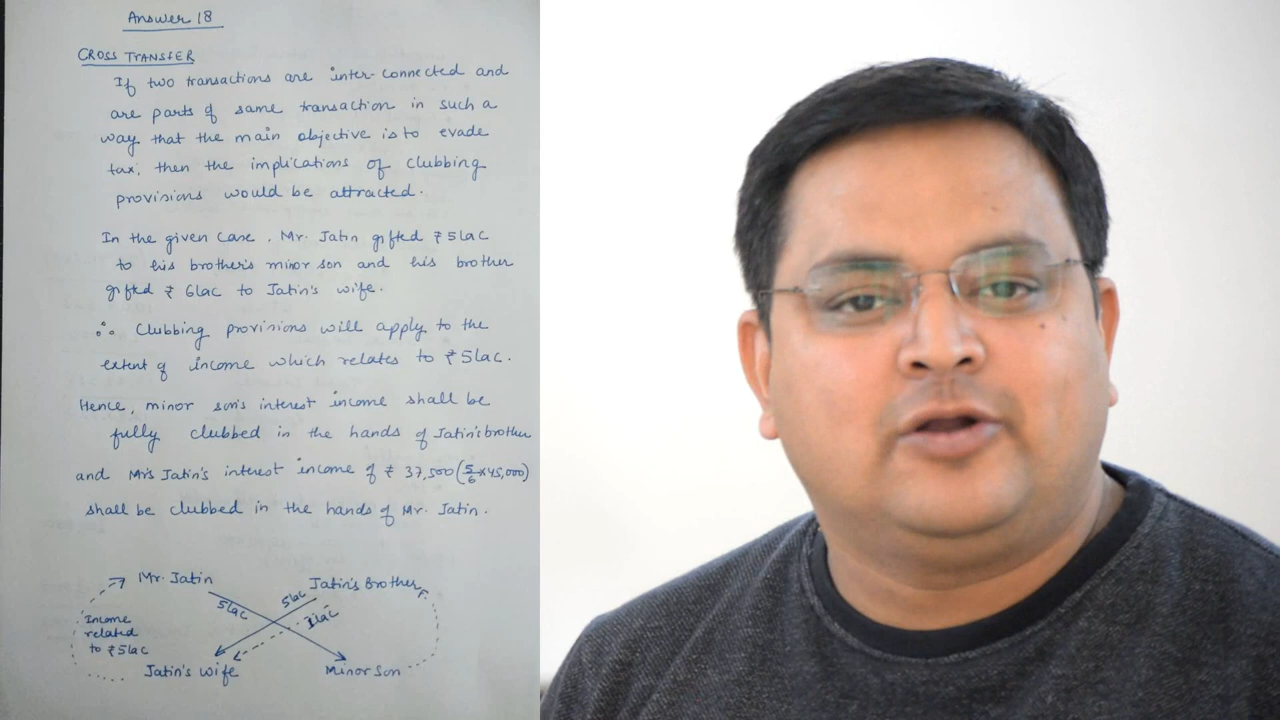 Answer 18
CROSS TRANSFER
If two transactions are inter-connected and
are parts of same transaction in such a
way that the main objective is to evade
tax, then the implications of clubbing
provisions would be attracted.
In the given case, Mr. Jatin gifted ₹ 5lac
to his brother's minor son and his brother
gifted ₹ 6lac to Jatin's wife.
∴ Clubbing provisions will apply to the
extent of income which relates to ₹ 5lac.
Hence, minor son's interest income shall be
fully clubbed in the hands of Jatin's brother
and Mrs Jatin's interest income of ₹ 37,500 (5/6 x 45,000)
shall be clubbed in the hands of Mr. Jatin.
Mr. Jatin Jatin's Brother
5lac 5lac 1lac
Income
related
to ₹5lac
Jatin's wife Minor Son